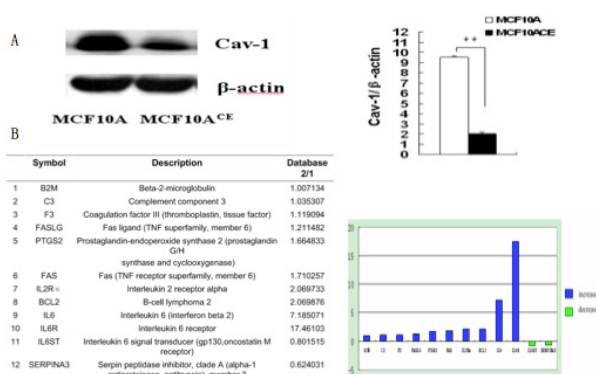 A
Cav-1
β-actin
MCF10A MCF10A^CE
MCF10A
MCF10ACE
**
Cav-1/β-actin
12
11
10
9
8
7
6
5
4
3
2
1
0
B
Symbol Description Database 2/1
1 B2M Beta-2-microglobulin 1.007134
2 C3 Complement component 3 1.035307
3 F3 Coagulation factor III (thromboplastin, tissue factor) 1.119094
4 FASLG Fas ligand (TNF superfamily, member 6) 1.211482
5 PTGS2 Prostaglandin-endoperoxide synthase 2 (prostaglandin 1.664833
G/H
synthase and cyclooxygenase)
6 FAS Fas (TNF receptor superfamily, member 6) 1.710257
7 IL2Rα Interleukin 2 receptor alpha 2.069733
8 BCL2 B-cell lymphoma 2 2.069876
9 IL6 Interleukin 6 (interferon beta 2) 7.185071
10 IL6R Interleukin 6 receptor 17.46103
11 IL6ST Interleukin 6 signal transducer (gp130,oncostatin M 0.801515
receptor)
12 SERPINA3 Serpin peptidase inhibitor, clade A (alpha-1 0.624031
20
15
10
5
0